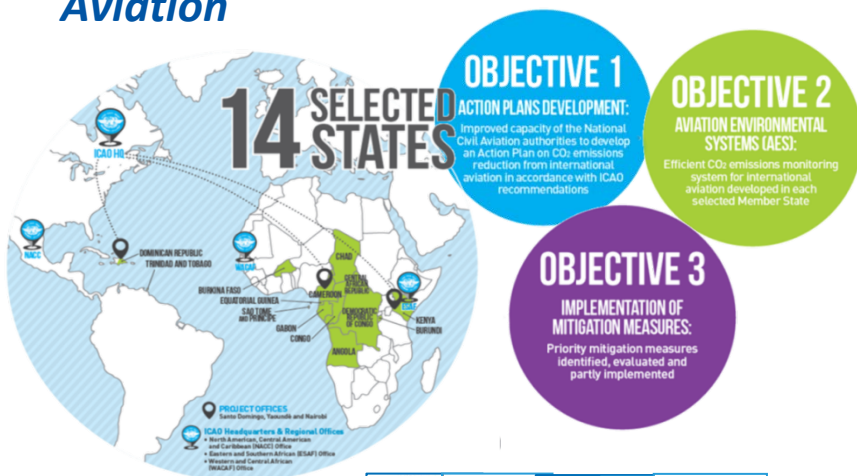 Aviation
14 SELECTED
STATES
OBJECTIVE 1
ACTION PLANS DEVELOPMENT:
Improved capacity of the National
Civil Aviation authorities to develop
an Action Plan on CO₂ emissions
reduction from international
aviation in accordance with ICAO
recommendations
OBJECTIVE 2
AVIATION ENVIRONMENTAL
SYSTEMS (AES):
Efficient CO₂ emissions monitoring
system for international
aviation developed in each
selected Member State
OBJECTIVE 3
IMPLEMENTATION OF
MITIGATION MEASURES:
Priority mitigation measures
identified, evaluated and
partly implemented
ICAO HQ
NACC
DOMINICAN REPUBLIC
TRINIDAD AND TOBAGO
WACAF
BURKINA FASO
EQUATORIAL GUINEA
SAO TOME
AND PRINCIPE
GABON
CONGO
CAMEROON
CHAD
CENTRAL
AFRICAN
REPUBLIC
DEMOCRATIC
REPUBLIC
OF CONGO
ANGOLA
ESAF
KENYA
BURUNDI
PROJECT OFFICES
Santo Domingo, Yaoundé and Nairobi
ICAO Headquarters & Regional Offices
• North American, Central American
and Caribbean (NACC) Office
• Eastern and Southern African (ESAF) Office
• Western and Central African
(WACAF) Office